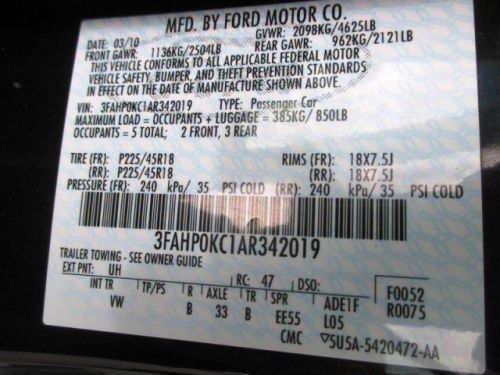 MFD. BY FORD MOTOR CO.
DATE: 03/10 GVWR: 2098KG/4625LB
FRONT GAWR: 1136KG/2504LB REAR GAWR: 962KG/2121LB
THIS VEHICLE CONFORMS TO ALL APPLICABLE FEDERAL MOTOR
VEHICLE SAFETY, BUMPER, AND THEFT PREVENTION STANDARDS
IN EFFECT ON THE DATE OF MANUFACTURE SHOWN ABOVE.
VIN: 3FAHP0KC1AR342019 TYPE: Passenger Car
MAXIMUM LOAD = OCCUPANTS + LUGGAGE = 385KG/850LB
OCCUPANTS = 5 TOTAL; 2 FRONT, 3 REAR
TIRE (FR): P225/45R18 RIMS (FR): 18X7.5J
(RR): P225/45R18 (RR): 18X7.5J
PRESSURE (FR): 240 kPa/ 35 PSI COLD (RR): 240 kPa/ 35 PSI COLD
3FAHP0KC1AR342019
TRAILER TOWING - SEE OWNER GUIDE
EXT PNT: UH RC: 47 DSO: F0052
INT TR TP/PS R AXLE TR SPR ADE1F R0075
VW B 33 B EE55 L05
CMC ▽5U5A-5420472-AA